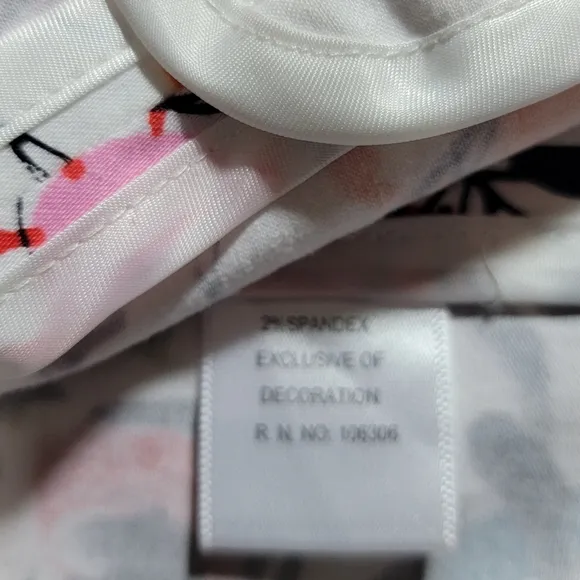 2% SPANDEX
EXCLUSIVE OF
DECORATION
R. N. NO: 106306